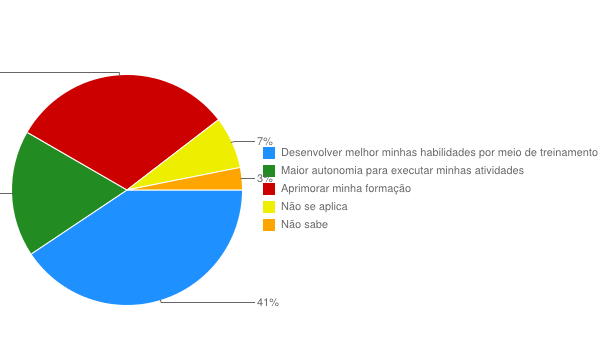 7%
Desenvolver melhor minhas habilidades por meio de treinamento
Maior autonomia para executar minhas atividades
3%
Aprimorar minha formação
Não se aplica
Não sabe
41%